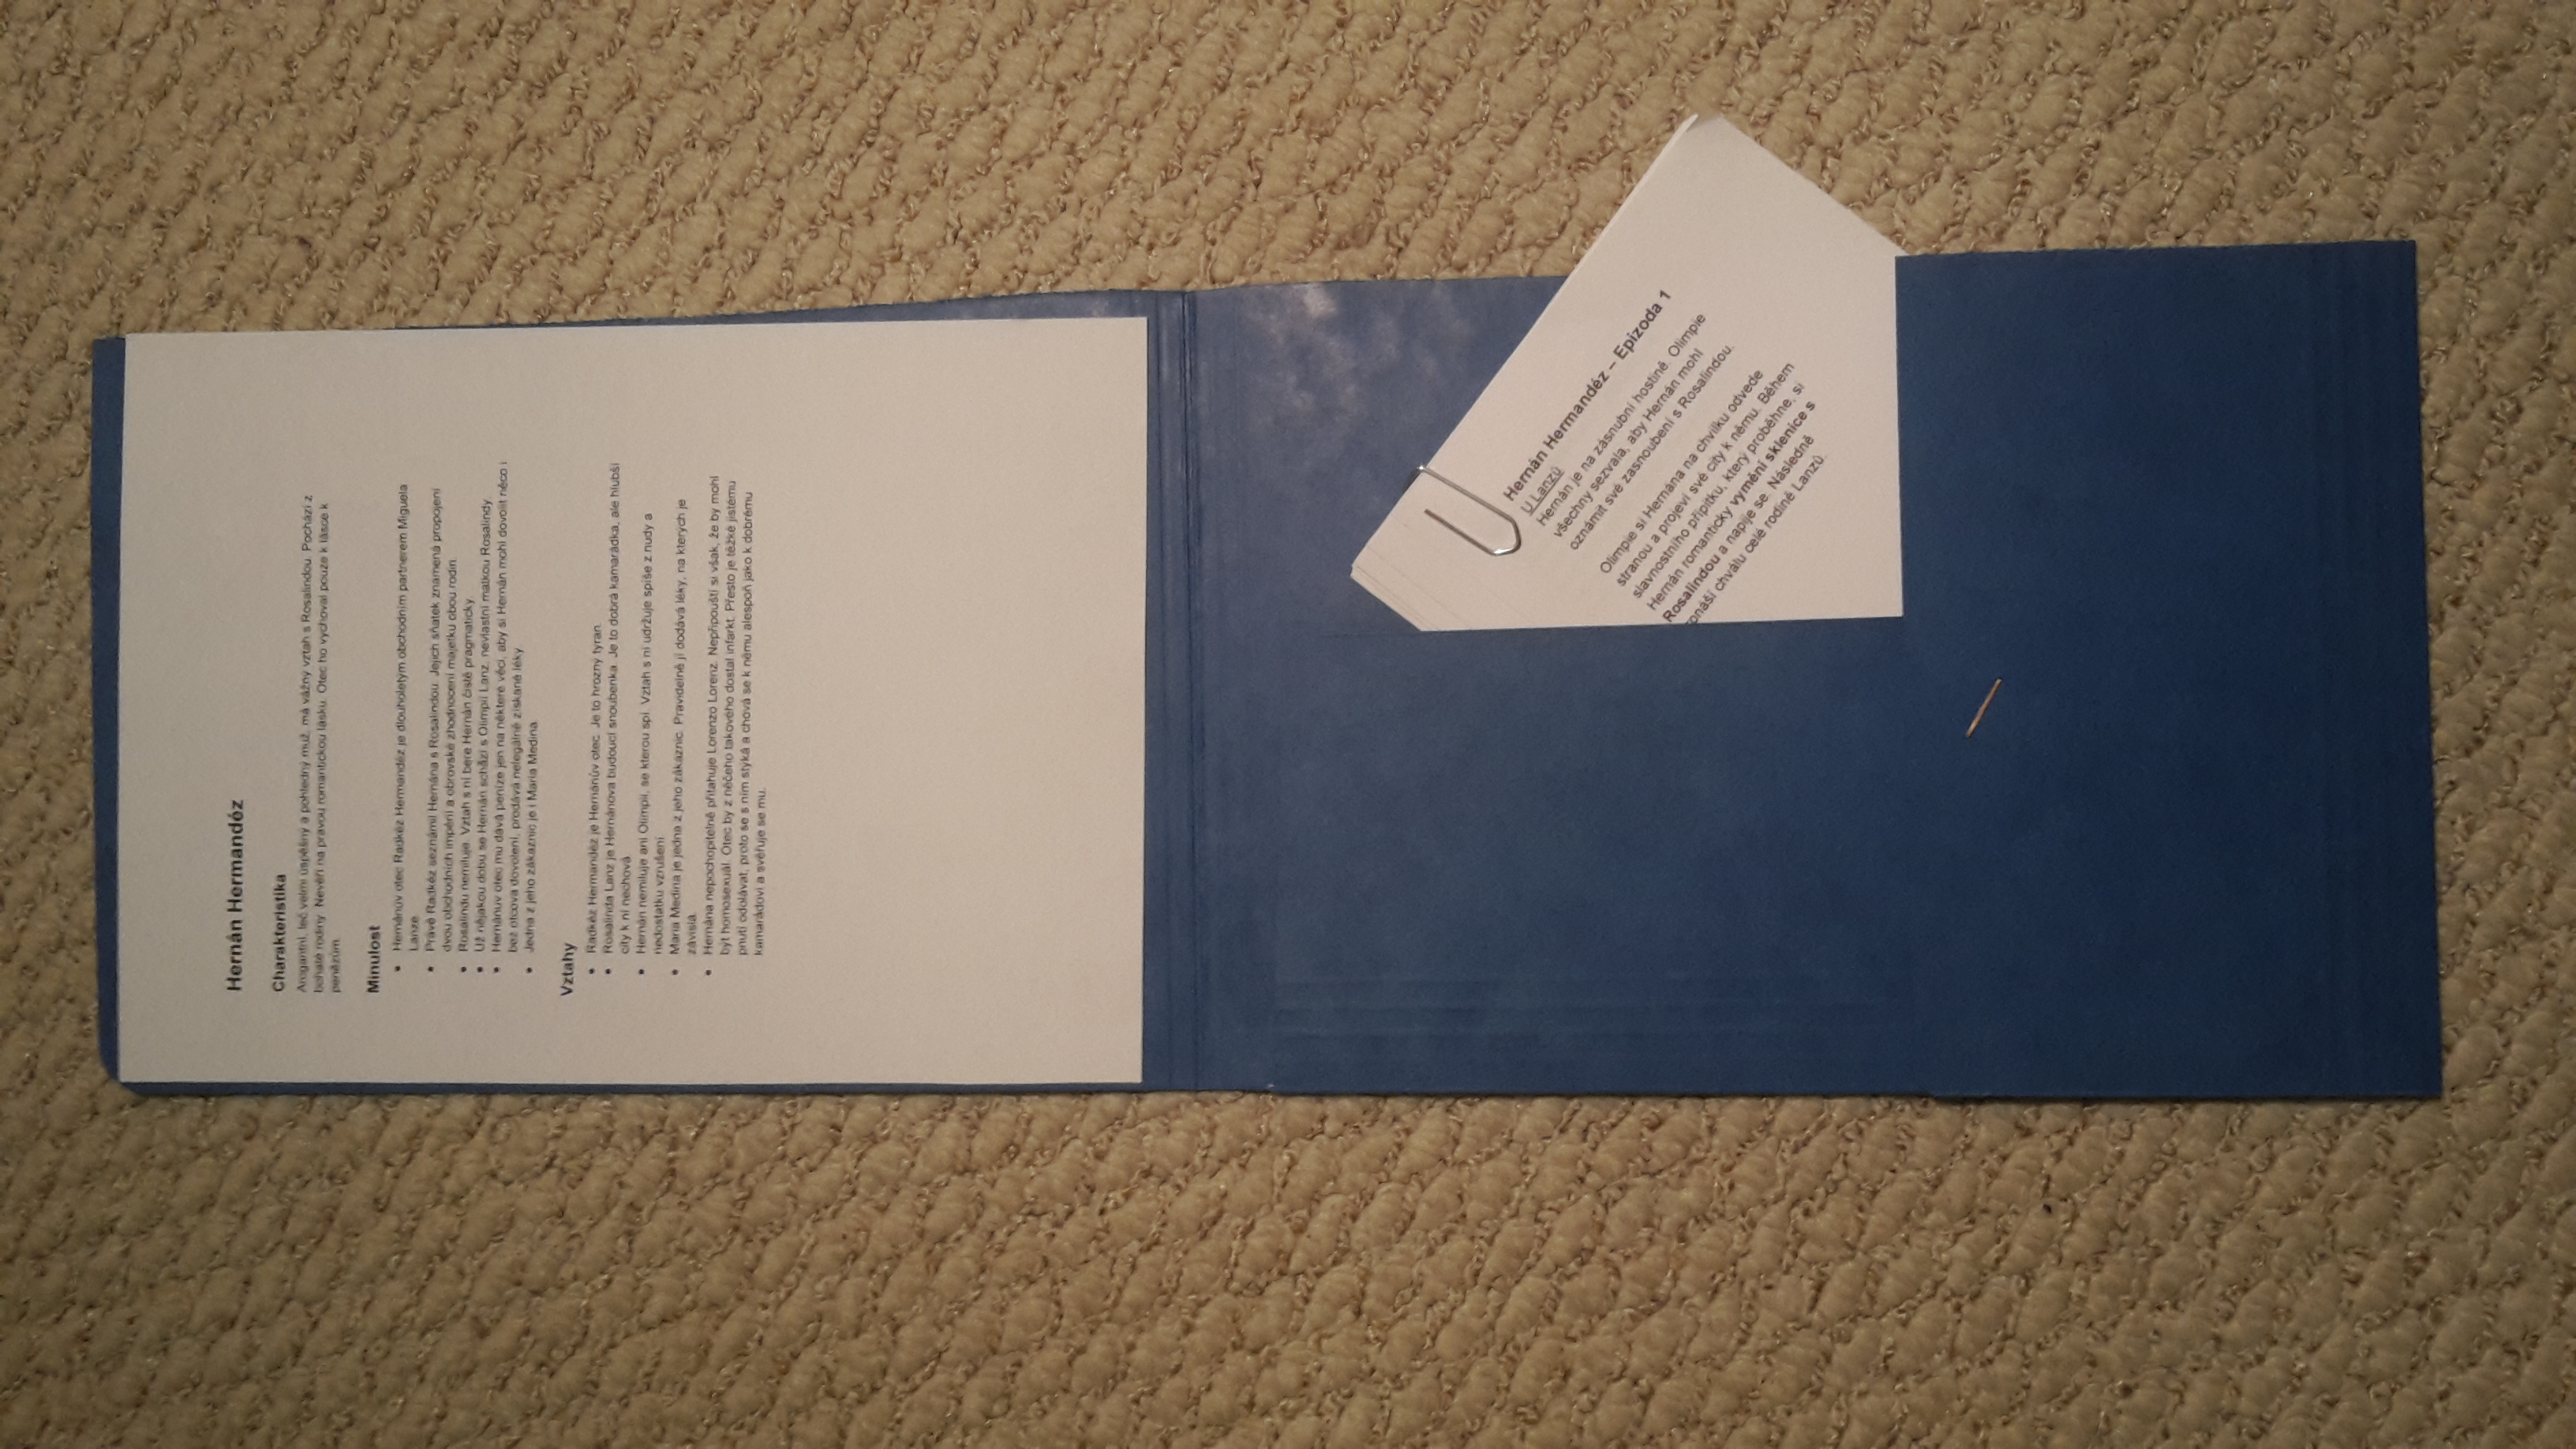 Hernán Hermandéz
Charakteristika
Arogantní, leč velmi úspěšný a pohledný muž, má vážný vztah s Rosalindou. Pochází z
bohaté rodiny. Nevěří na pravou romantickou lásku. Otec ho vychoval pouze k lásce k
penězům.
Minulost
• Hernánův otec Radkéz Hermandéz je dlouholetým obchodním partnerem Miguela
Lanze.
• Právě Radkéz seznámil Hernána s Rosalindou. Jejich sňatek znamená propojení
dvou obchodních impérií a obrovské zhodnocení majetku obou rodin.
• Rosalindu nemiluje. Vztah s ní bere Hernán čistě pragmaticky.
• Už nějakou dobu se Hernán schází s Olimpií Lanz, nevlastní matkou Rosalindy.
• Hernánův otec mu dává peníze jen na některé věci, aby si Hernán mohl dovolit něco i
bez otcova dovolení, prodává nelegálně získané léky.
• Jedna z jeho zákaznic je i Maria Medina.
Vztahy
• Radkéz Hermandéz je Hernánův otec. Je to hrozný tyran.
• Rosalinda Lanz je Hernánova budoucí snoubenka. Je to dobrá kamarádka, ale hlubší
city k ní nechová.
• Hernán nemiluje ani Olimpii, se kterou spí. Vztah s ní udržuje spíše z nudy a
nedostatku vzrušení.
• Maria Medina je jedna z jeho zákaznic. Pravidelně jí dodává léky, na kterých je
závislá.
• Hernána nepochopitelně přitahuje Lorenzo Lorenz. Nepřipouští si však, že by mohl
být homosexuál. Otec by z něčeho takového dostal infarkt. Přesto je těžké jistému
pnutí odolávat, proto se s ním stýká a chová se k němu alespoň jako k dobrému
kamarádovi a svěřuje se mu.
Hernán Hermandéz – Epizoda 1
U Lanzů
Hernán je na zásnubní hostině. Olimpie
všechny sezvala, aby Hernán mohl
oznámit své zasnoubení s Rosalindou.
Olimpie si Hernána na chvilku odvede
stranou a projeví své city k němu. Během
slavnostního přípitku, který proběhne, si
Hernán romanticky vymění sklenice s
Rosalindou a napije se. Následně
pronáší chválu celé rodině Lanzů.